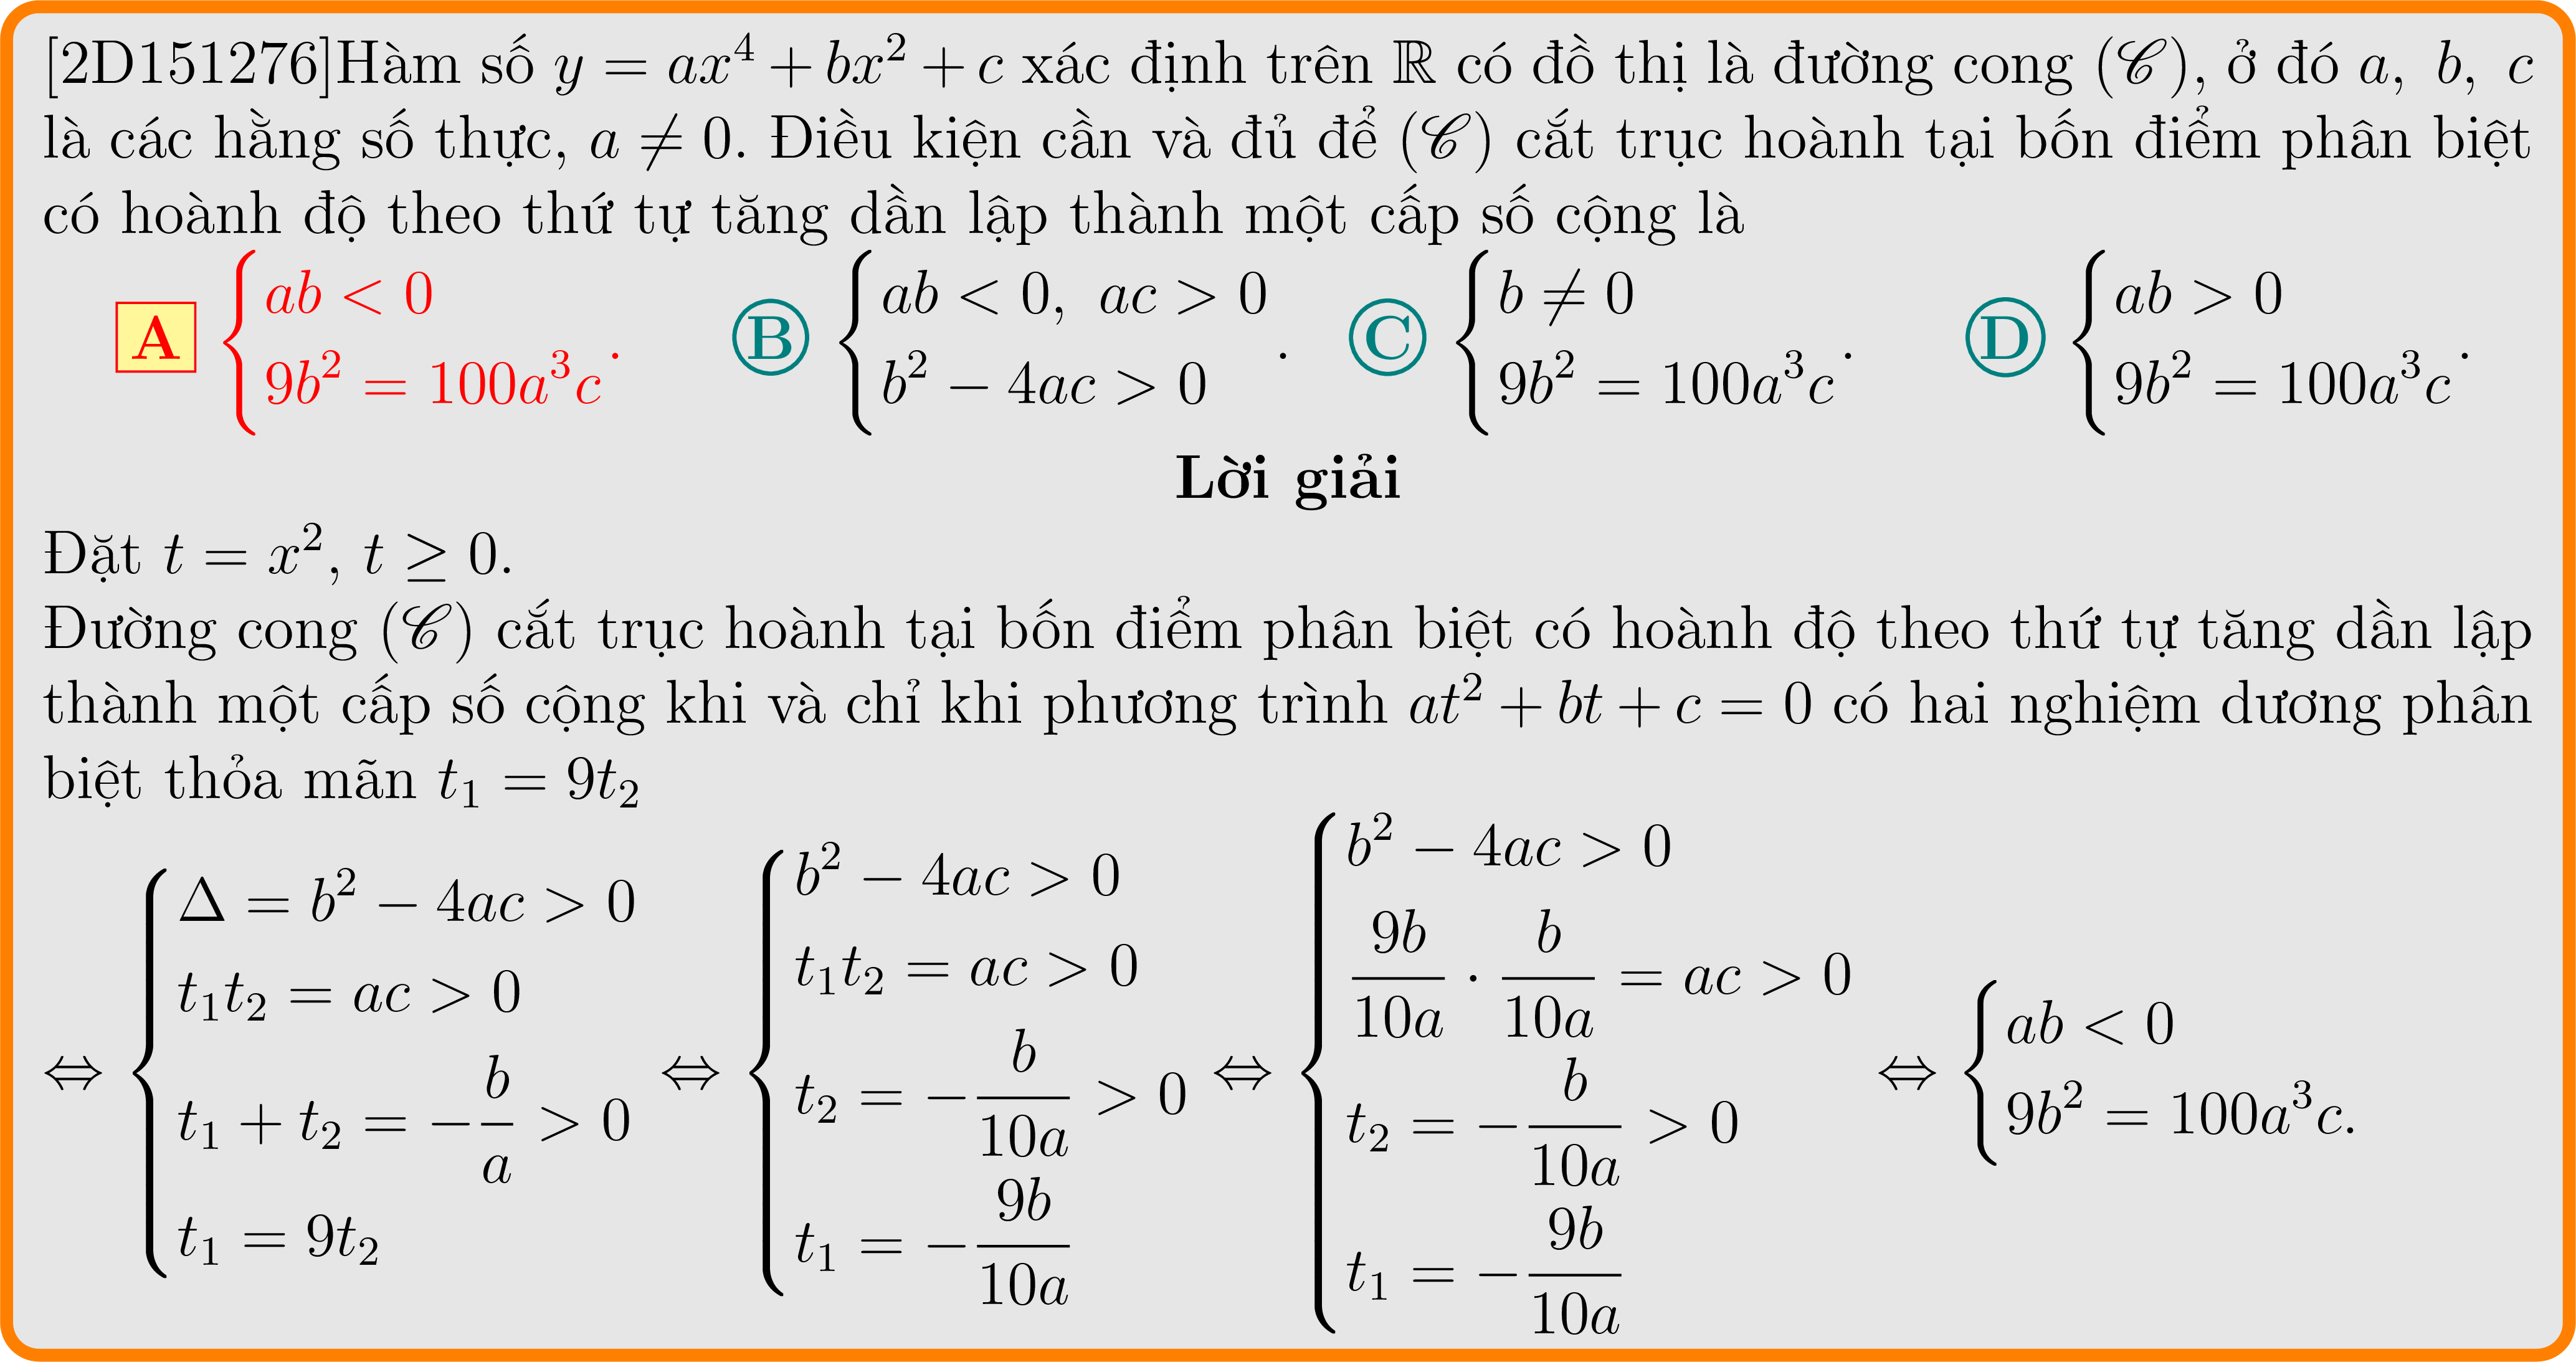 [2D151276]Hàm số $y = ax^4 + bx^2 + c$ xác định trên $\mathbb{R}$ có đồ thị là đường cong $(\mathscr{C})$, ở đó $a,\ b,\ c$
là các hằng số thực, $a \neq 0$. Điều kiện cần và đủ để $(\mathscr{C})$ cắt trục hoành tại bốn điểm phân biệt
có hoành độ theo thứ tự tăng dần lập thành một cấp số cộng là
A $\begin{cases} ab < 0 \\ 9b^2 = 100a^3c \end{cases}$. B $\begin{cases} ab < 0,\ ac > 0 \\ b^2 - 4ac > 0 \end{cases}$. C $\begin{cases} b \neq 0 \\ 9b^2 = 100a^3c \end{cases}$. D $\begin{cases} ab > 0 \\ 9b^2 = 100a^3c \end{cases}$.
Lời giải
Đặt $t = x^2$, $t \geq 0$.
Đường cong $(\mathscr{C})$ cắt trục hoành tại bốn điểm phân biệt có hoành độ theo thứ tự tăng dần lập
thành một cấp số cộng khi và chỉ khi phương trình $at^2 + bt + c = 0$ có hai nghiệm dương phân
biệt thỏa mãn $t_1 = 9t_2$
$\Leftrightarrow \begin{cases} \Delta = b^2 - 4ac > 0 \\ t_1t_2 = ac > 0 \\ t_1 + t_2 = -\dfrac{b}{a} > 0 \\ t_1 = 9t_2 \end{cases} \Leftrightarrow \begin{cases} b^2 - 4ac > 0 \\ t_1t_2 = ac > 0 \\ t_2 = -\dfrac{b}{10a} > 0 \\ t_1 = -\dfrac{9b}{10a} \end{cases} \Leftrightarrow \begin{cases} b^2 - 4ac > 0 \\ \dfrac{9b}{10a} \cdot \dfrac{b}{10a} = ac > 0 \\ t_2 = -\dfrac{b}{10a} > 0 \\ t_1 = -\dfrac{9b}{10a} \end{cases} \Leftrightarrow \begin{cases} ab < 0 \\ 9b^2 = 100a^3c. \end{cases}$